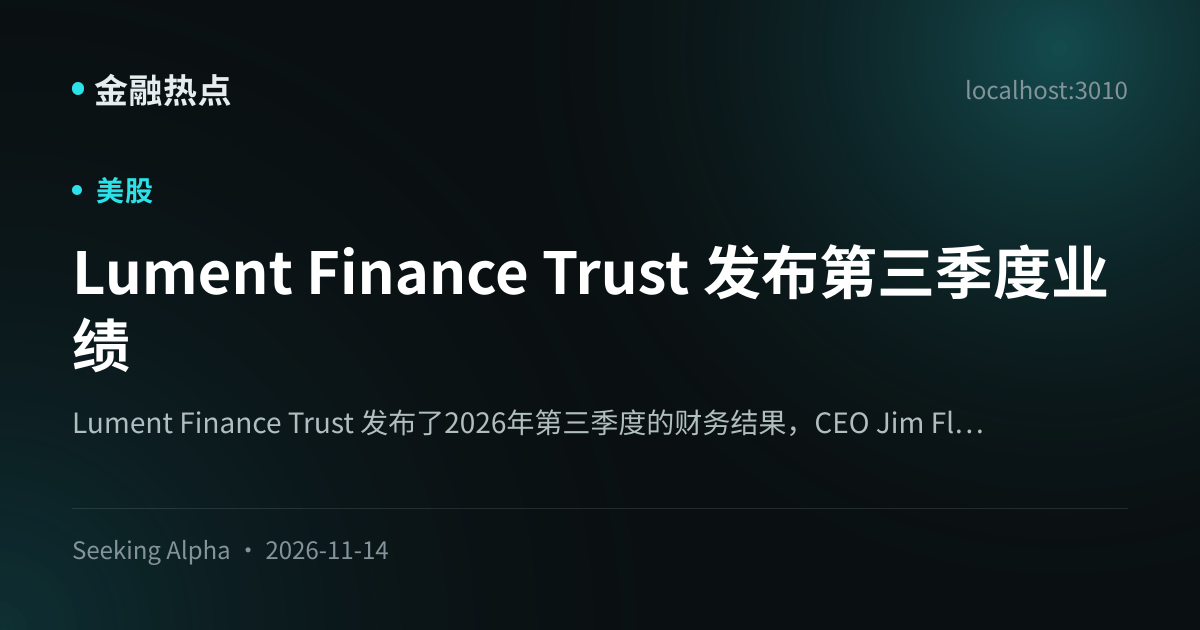 金融热点
localhost:3010
美股
Lument Finance Trust 发布第三季度业
绩
Lument Finance Trust 发布了2026年第三季度的财务结果，CEO Jim Fl…
Seeking Alpha · 2026-11-14